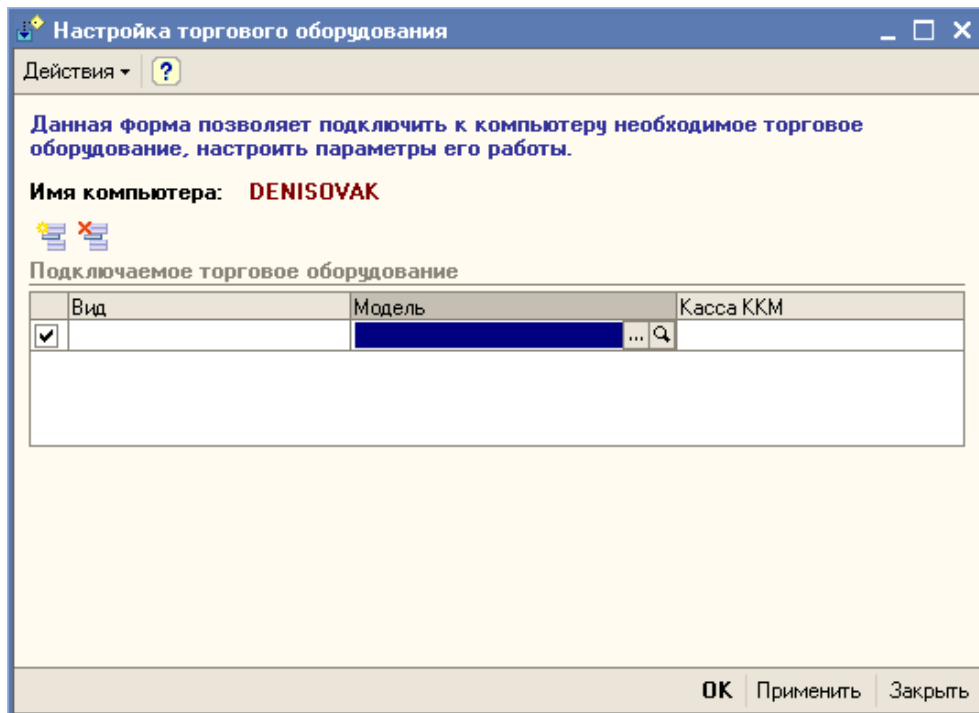 Настройка торгового оборудования
Действия ?
Данная форма позволяет подключить к компьютеру необходимое торговое
оборудование, настроить параметры его работы.
Имя компьютера: DENISOVAK
Подключаемое торговое оборудование
Вид Модель Касса ККМ
...
OK Применить Закрыть